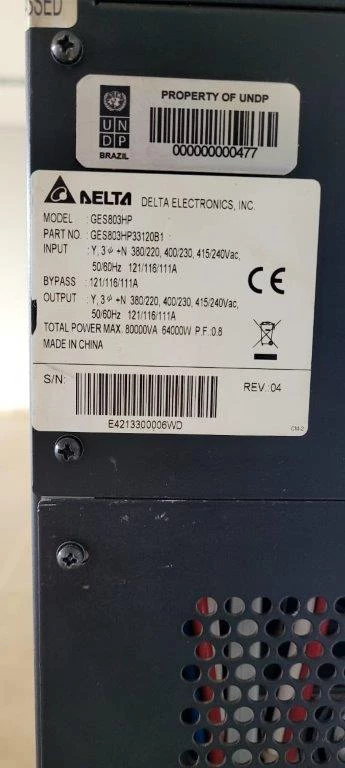 SSED
PROPERTY OF UNDP
U N
D P
BRAZIL
000000000477
DELTA DELTA ELECTRONICS, INC.
MODEL : GES803HP
PART NO. : GES803HP33120B1
INPUT : Y, 3 φ +N 380/220, 400/230, 415/240Vac,
50/60Hz 121/116/111A
BYPASS : 121/116/111A
OUTPUT : Y, 3 φ +N 380/220, 400/230, 415/240Vac,
50/60Hz 121/116/111A
TOTAL POWER MAX. 80000VA 64000W P.F.:0.8
MADE IN CHINA
CE
S/N:
REV.:04
E4213300006WD
CM-2